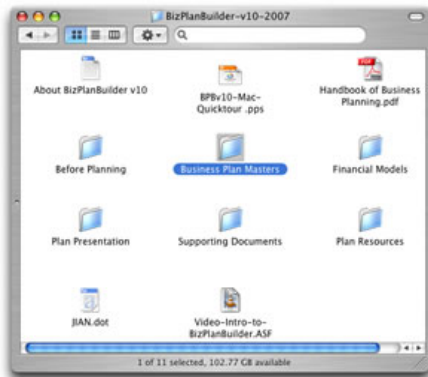 BizPlanBuilder-v10-2007
About BizPlanBuilder v10
BPBv10-Mac-
Quicktour .pps
PDF
Handbook of Business
Planning.pdf
Before Planning
Business Plan Masters
Financial Models
Plan Presentation
Supporting Documents
Plan Resources
JIAN.dot
Video-Intro-to-
BizPlanBuilder.ASF
1 of 11 selected, 102.77 GB available